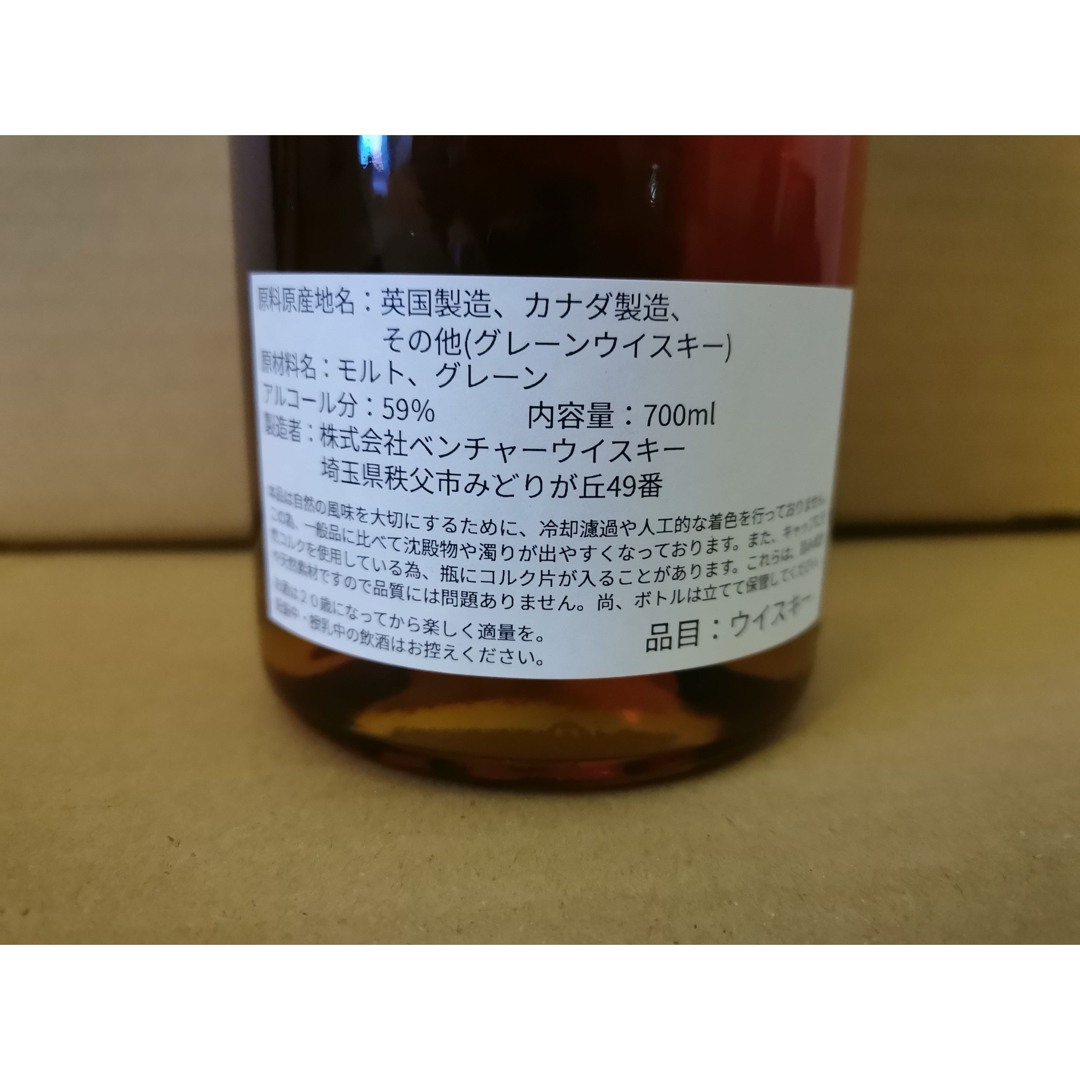 原料原産地名：英国製造、カナダ製造、
その他(グレーンウイスキー)
原材料名：モルト、グレーン
アルコール分：59% 内容量：700ml
製造者：株式会社ベンチャーウイスキー
埼玉県秩父市みどりが丘49番
本品は自然の風味を大切にするために、冷却濾過や人工的な着色を行っておりません。
この為、一般品に比べて沈殿物や濁りが出やすくなっております。また、キャップに
コルクを使用している為、瓶にコルク片が入ることがあります。これらは、
天然素材ですので品質には問題ありません。尚、ボトルは立てて保管してください。
お酒は20歳になってから楽しく適量を。
妊娠中・授乳中の飲酒はお控えください。
品目：ウイスキー